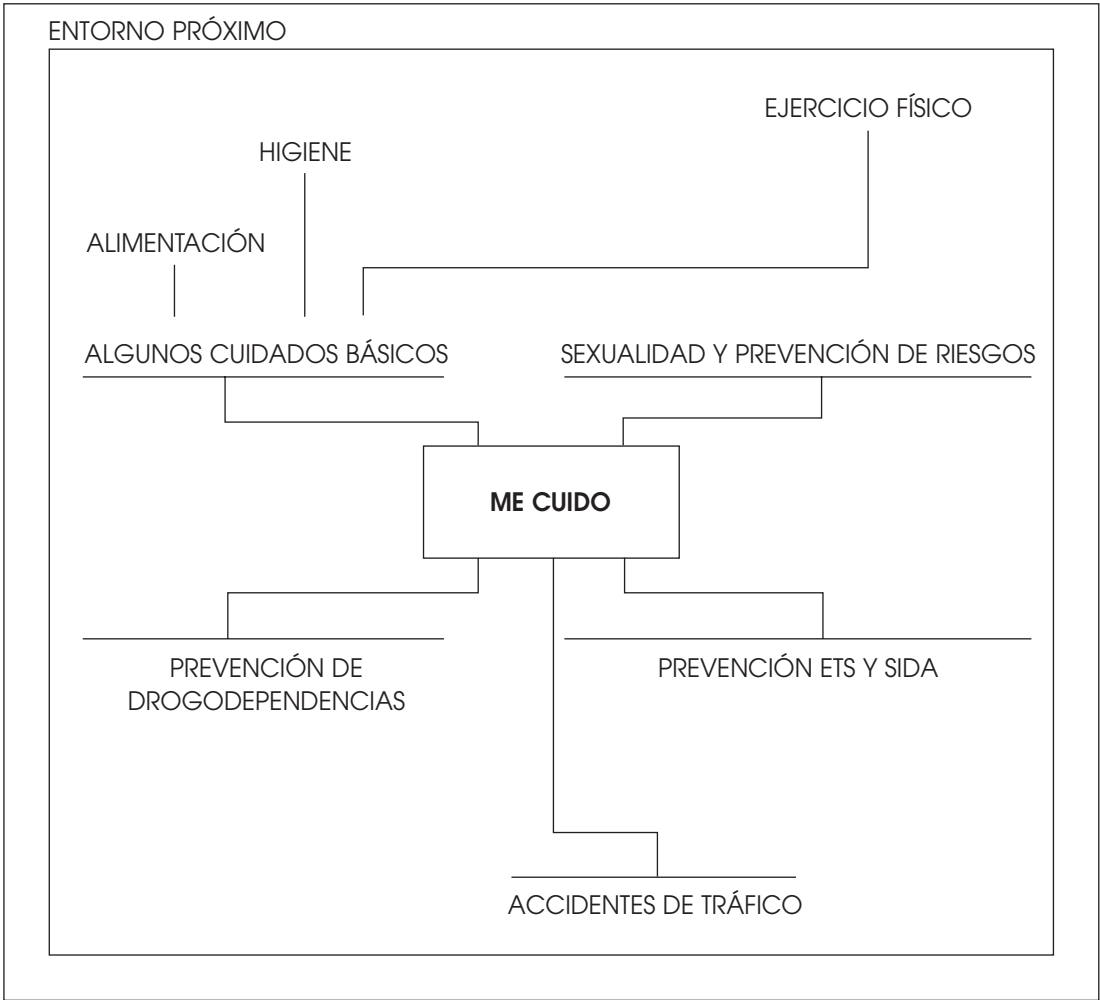 ENTORNO PRÓXIMO
EJERCICIO FÍSICO
HIGIENE
ALIMENTACIÓN
ALGUNOS CUIDADOS BÁSICOS
SEXUALIDAD Y PREVENCIÓN DE RIESGOS
ME CUIDO
PREVENCIÓN DE
DROGODEPENDENCIAS
PREVENCIÓN ETS Y SIDA
ACCIDENTES DE TRÁFICO